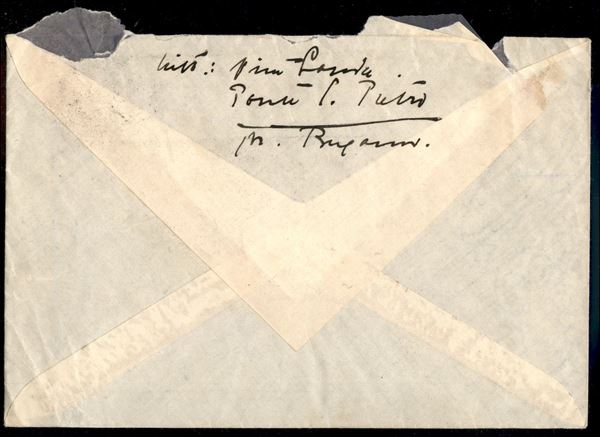 mitt.:
Ponte S. Pietro
pr. Bergamo.